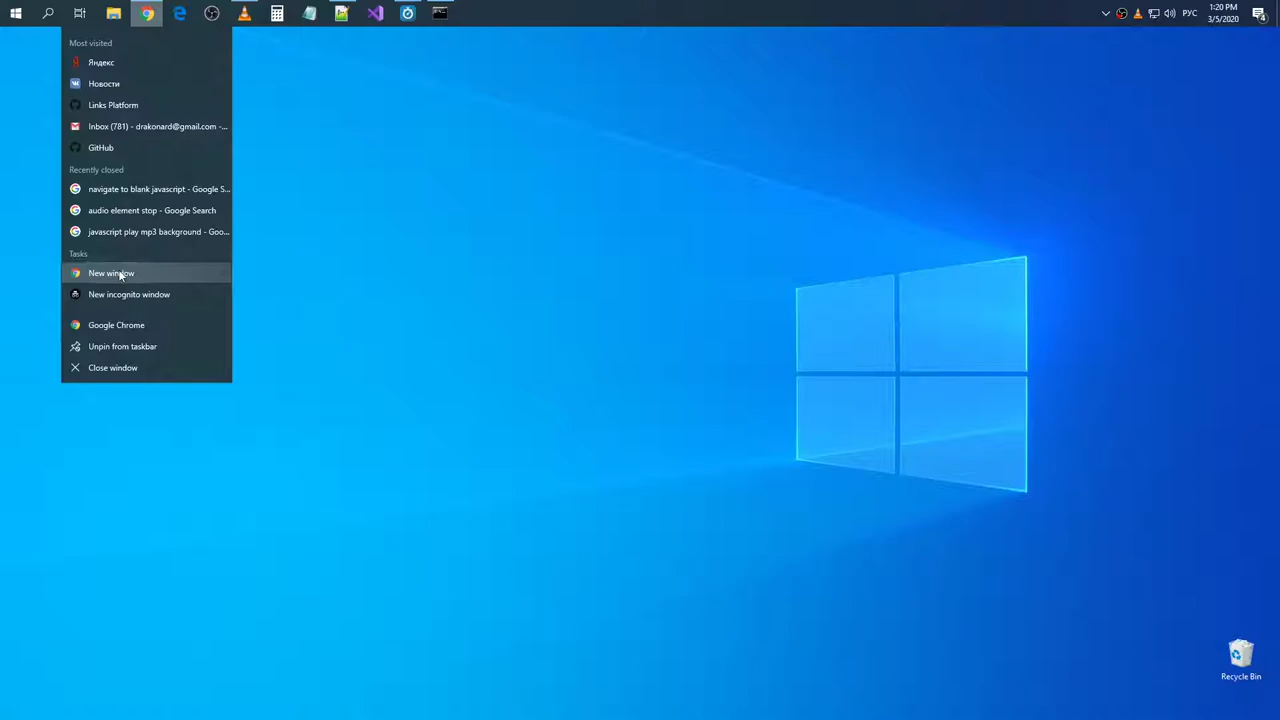 1:20 PM
РУС
3/5/2020
4
Most visited
Яндекс
Новости
Links Platform
Inbox (781) - drakonard@gmail.com -...
GitHub
Recently closed
navigate to blank javascript - Google S...
audio element stop - Google Search
javascript play mp3 background - Goo...
Tasks
New window
New incognito window
Google Chrome
Unpin from taskbar
Close window
Recycle Bin